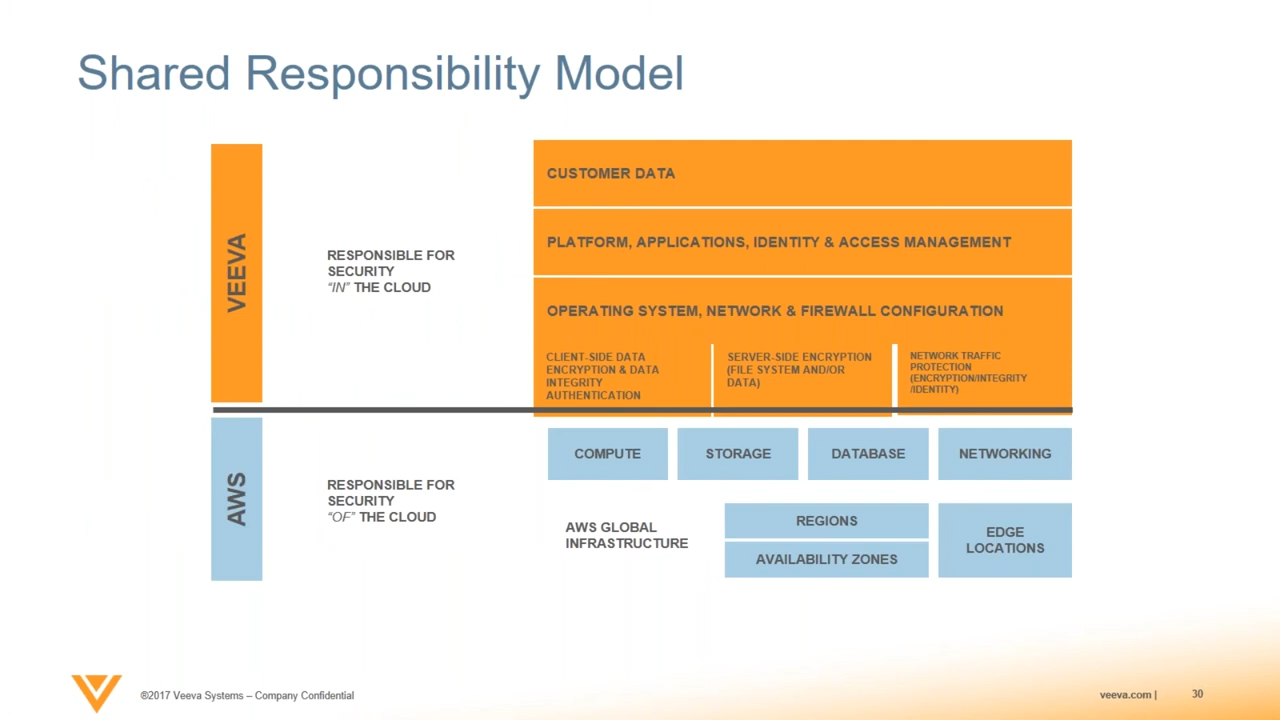 Shared Responsibility Model
VEEVA
RESPONSIBLE FOR
SECURITY
“IN” THE CLOUD
CUSTOMER DATA
PLATFORM, APPLICATIONS, IDENTITY & ACCESS MANAGEMENT
OPERATING SYSTEM, NETWORK & FIREWALL CONFIGURATION
CLIENT-SIDE DATA
ENCRYPTION & DATA
INTEGRITY
AUTHENTICATION
SERVER-SIDE ENCRYPTION
(FILE SYSTEM AND/OR
DATA)
NETWORK TRAFFIC
PROTECTION
(ENCRYPTION/INTEGRITY
/IDENTITY)
AWS
RESPONSIBLE FOR
SECURITY
“OF” THE CLOUD
COMPUTE
STORAGE
DATABASE
NETWORKING
AWS GLOBAL
INFRASTRUCTURE
REGIONS
AVAILABILITY ZONES
EDGE
LOCATIONS
©2017 Veeva Systems – Company Confidential
veeva.com |
30